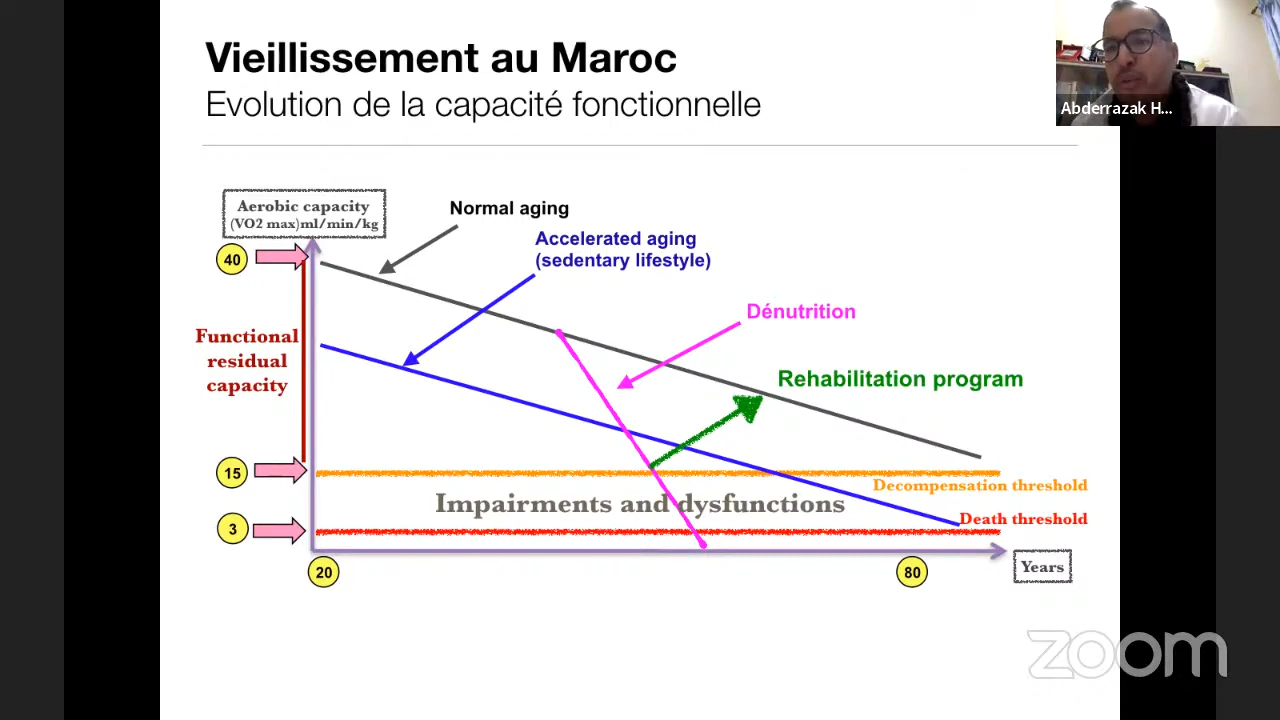 Vieillissement au Maroc
Evolution de la capacité fonctionnelle
Abderrazak H...
Aerobic capacity
(VO2 max)ml/min/kg
Normal aging
Accelerated aging
(sedentary lifestyle)
40
Dénutrition
Functional
residual
capacity
Rehabilitation program
15
Decompensation threshold
Impairments and dysfunctions
Death threshold
3
20
80
Years
zoom